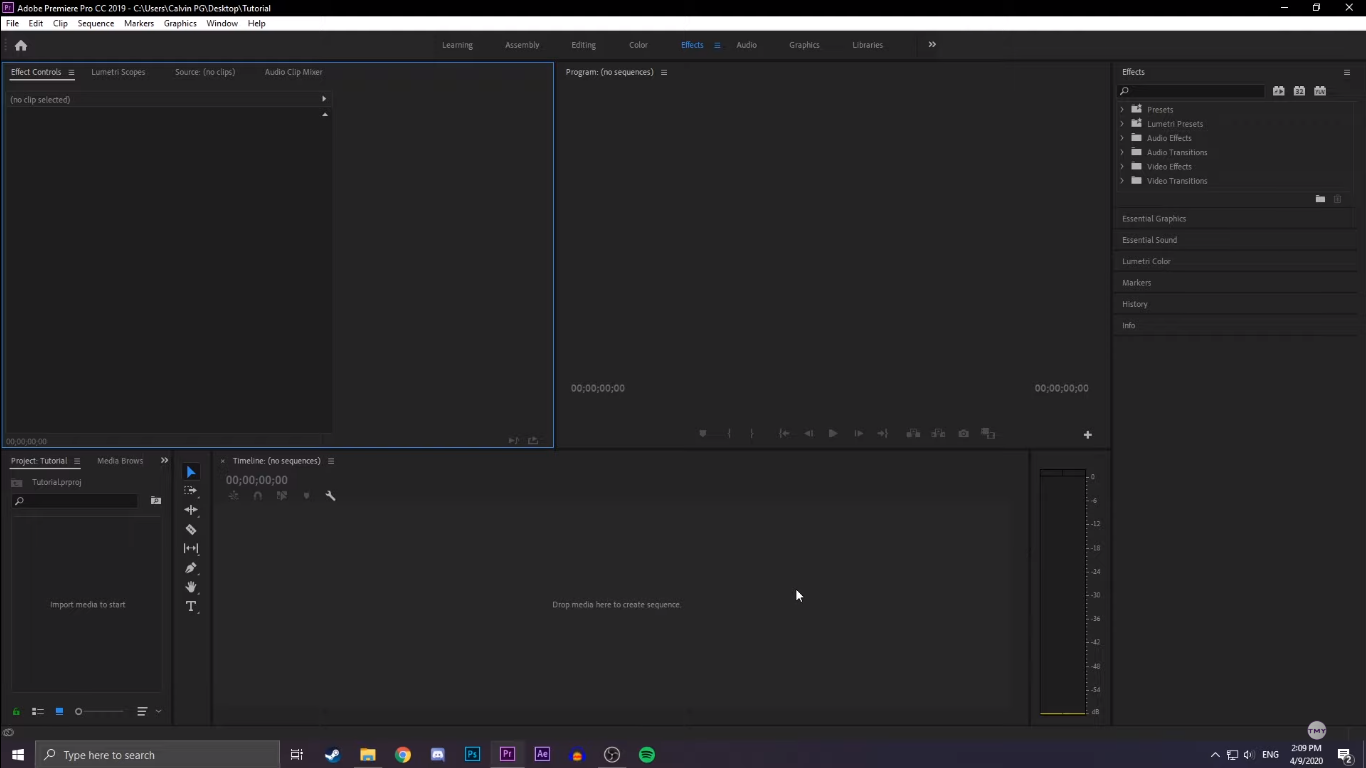 Adobe Premiere Pro CC 2019 - C:\Users\Calvin PG\Desktop\Tutorial
File Edit Clip Sequence Markers Graphics Window Help
Learning Assembly Editing Color Effects Audio Graphics Libraries
Effect Controls Lumetri Scopes Source: (no clips) Audio Clip Mixer
(no clip selected)
00;00;00;00
Program: (no sequences)
00;00;00;00 00;00;00;00
Effects
Presets
Lumetri Presets
Audio Effects
Audio Transitions
Video Effects
Video Transitions
Essential Graphics
Essential Sound
Lumetri Color
Markers
History
Info
Project: Tutorial Media Brows
Tutorial.prproj
Import media to start
Timeline: (no sequences)
00;00;00;00
Drop media here to create sequence.
0
-6
-12
-18
-24
-30
-36
-42
-48
-54
dB
TMY
Type here to search
Ps Pr Ae
ENG
2:09 PM
4/9/2020
2